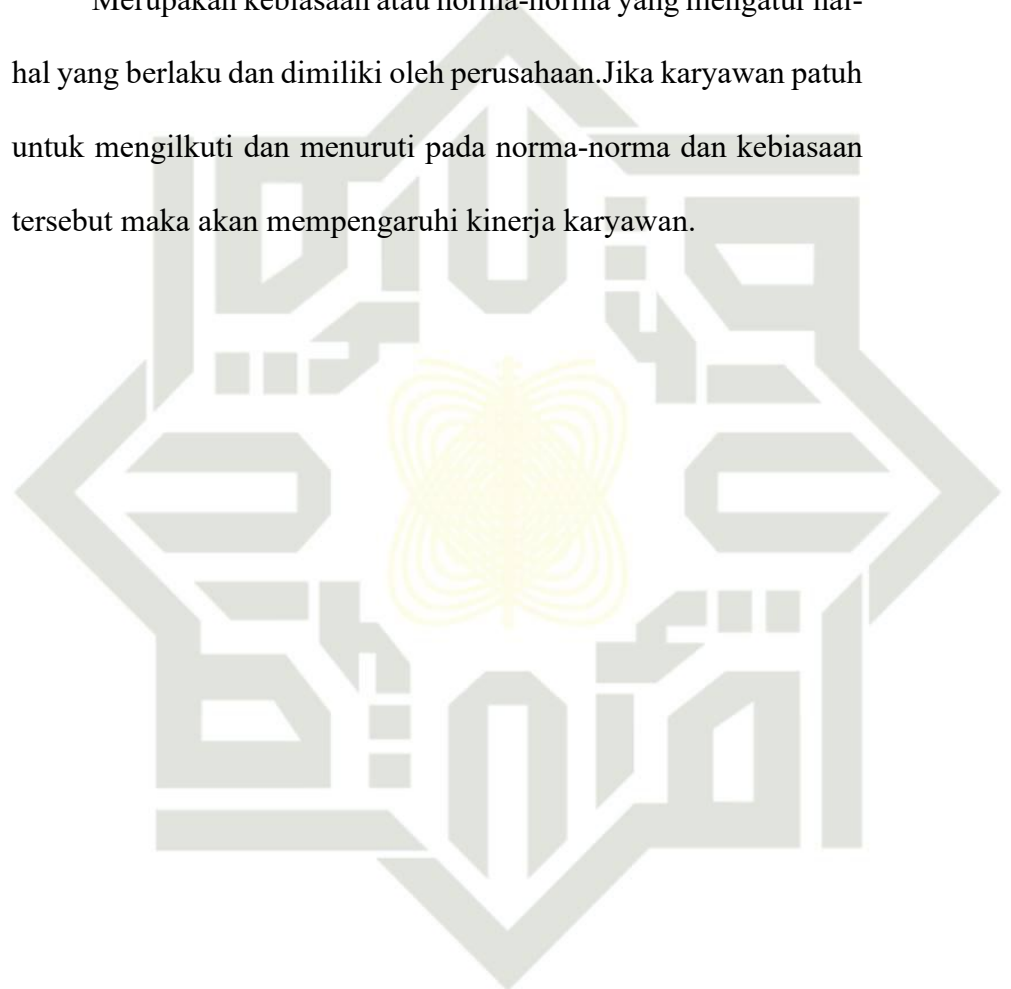 Merupakan kebiasaan atau norma-norma yang mengatur hal-
hal yang berlaku dan dimiliki oleh perusahaan.Jika karyawan patuh
untuk mengilkuti dan menuruti pada norma-norma dan kebiasaan
tersebut maka akan mempengaruhi kinerja karyawan.